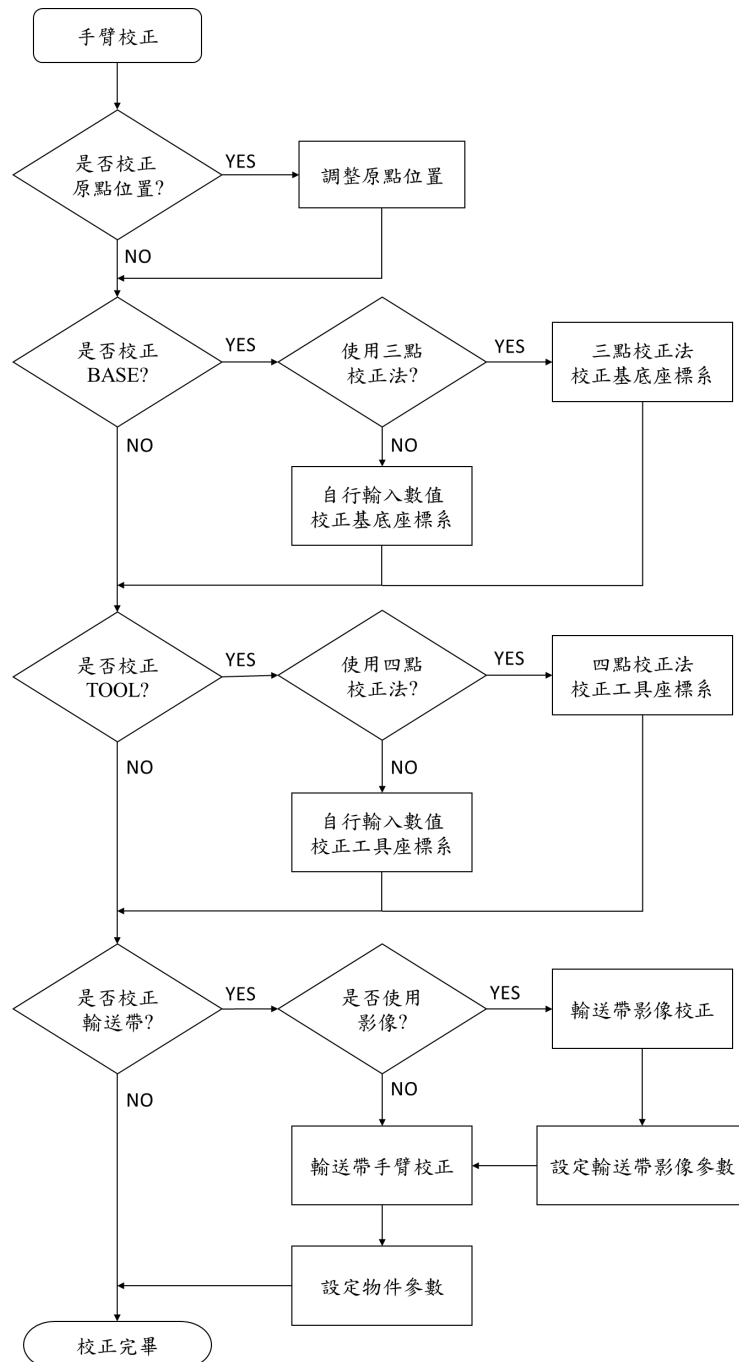 手臂校正
是否校正
原點位置?
YES
調整原點位置
NO
是否校正
BASE?
YES
使用三點
校正法?
YES
三點校正法
校正基底座標系
NO
NO
自行輸入數值
校正基底座標系
是否校正
TOOL?
YES
使用四點
校正法?
YES
四點校正法
校正工具座標系
NO
NO
自行輸入數值
校正工具座標系
是否校正
輸送帶?
YES
是否使用
影像?
YES
輸送帶影像校正
NO
NO
輸送帶手臂校正
設定輸送帶影像參數
設定物件參數
校正完畢